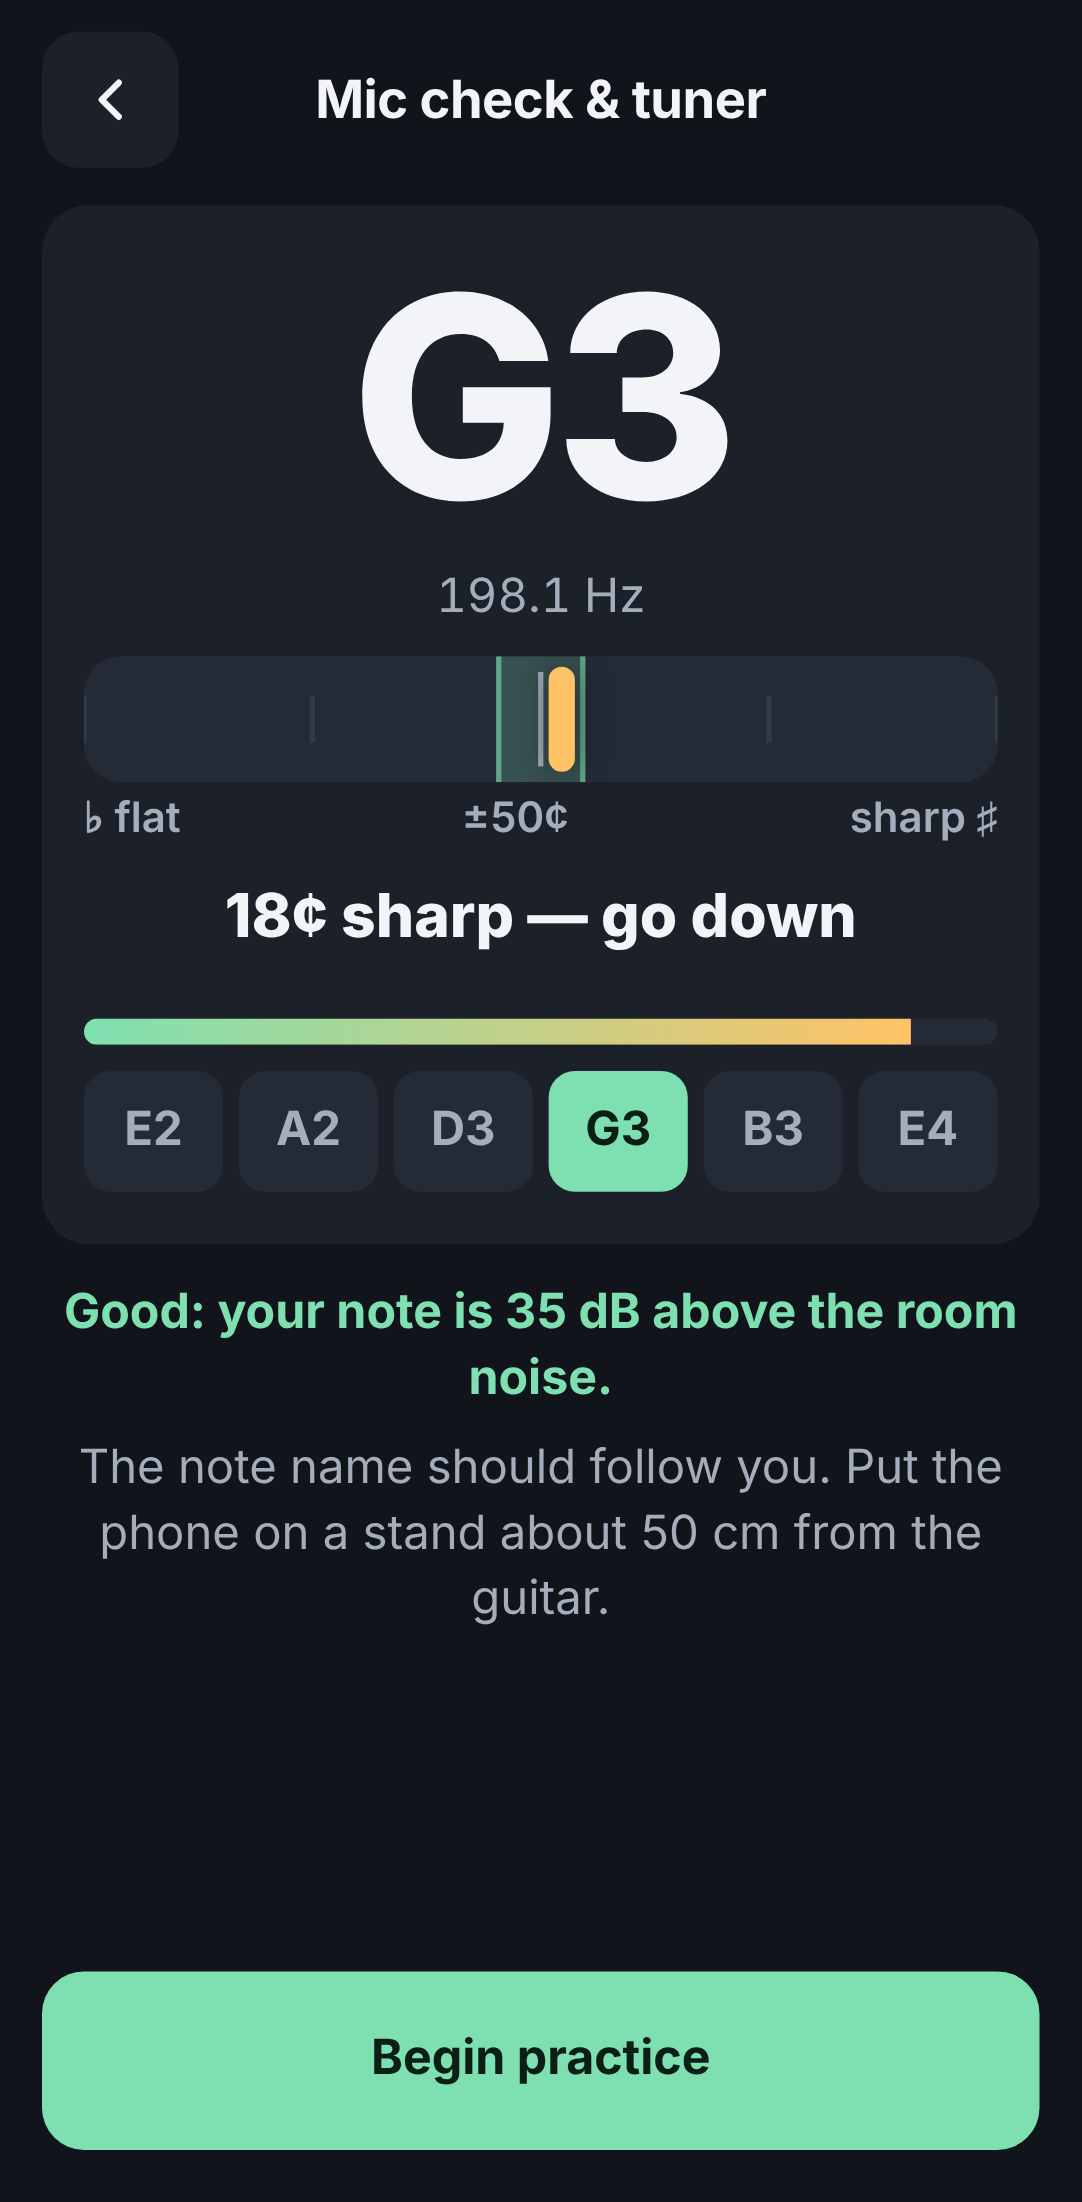 Mic check & tuner
G3
198.1 Hz
♭ flat ±50¢ sharp ♯
18¢ sharp — go down
E2 A2 D3 G3 B3 E4
Good: your note is 35 dB above the room
noise.
The note name should follow you. Put the
phone on a stand about 50 cm from the
guitar.
Begin practice